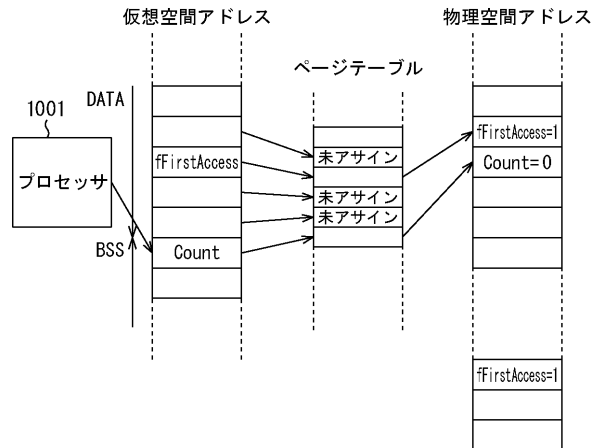 仮想空間アドレス
物理空間アドレス
ページテーブル
1001
DATA
fFirstAccess=1
未アサイン
fFirstAccess
Count=0
プロセッサ
未アサイン
未アサイン
BSS
Count
fFirstAccess=1